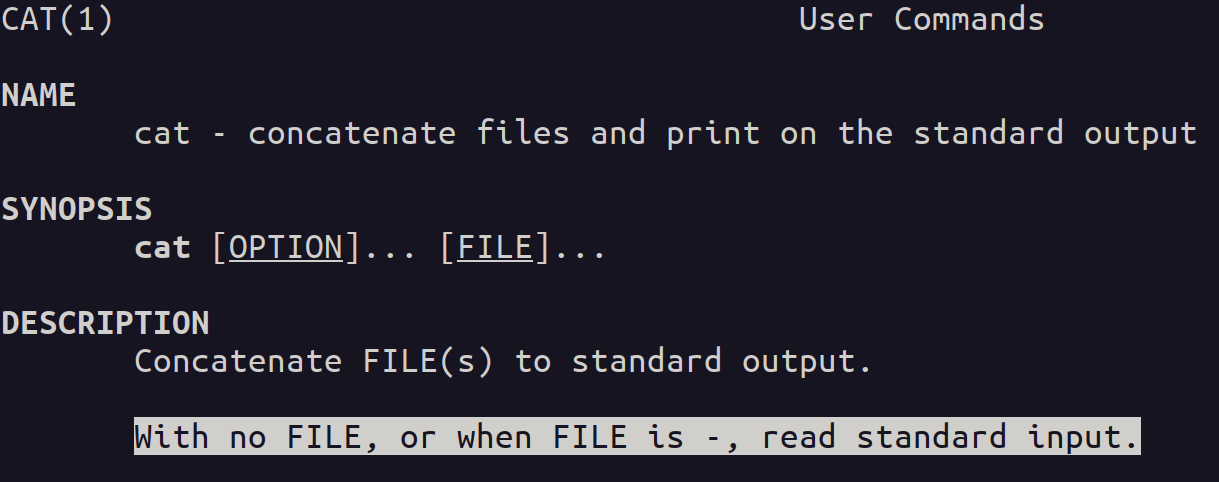 CAT(1) User Commands
NAME
cat - concatenate files and print on the standard output
SYNOPSIS
cat [OPTION]... [FILE]...
DESCRIPTION
Concatenate FILE(s) to standard output.
With no FILE, or when FILE is -, read standard input.